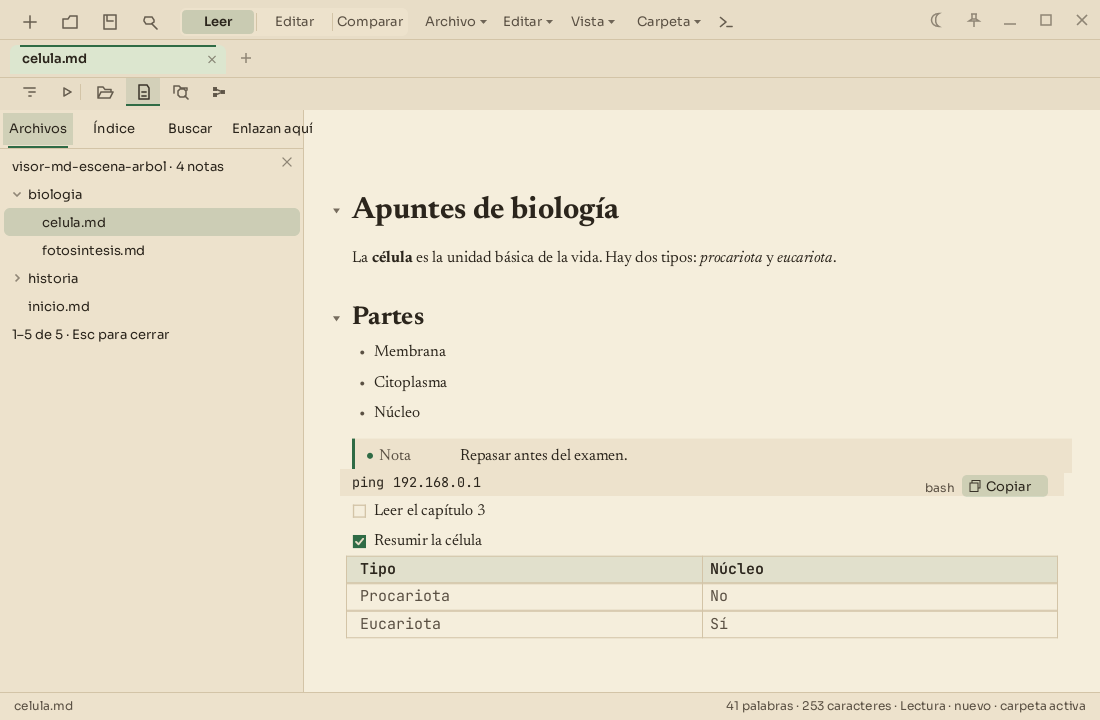 Leer Editar Comparar Archivo Editar Vista Carpeta
celula.md
Archivos Índice Buscar Enlazan aquí
visor-md-escena-arbol · 4 notas
biologia
celula.md
fotosintesis.md
historia
inicio.md
1–5 de 5 · Esc para cerrar
Apuntes de biología
La célula es la unidad básica de la vida. Hay dos tipos: procariota y eucariota.
Partes
• Membrana
• Citoplasma
• Núcleo
● Nota Repasar antes del examen.
ping 192.168.0.1
bash Copiar
Leer el capítulo 3
Resumir la célula
Tipo Núcleo
Procariota No
Eucariota Sí
celula.md 41 palabras · 253 caracteres · Lectura · nuevo · carpeta activa